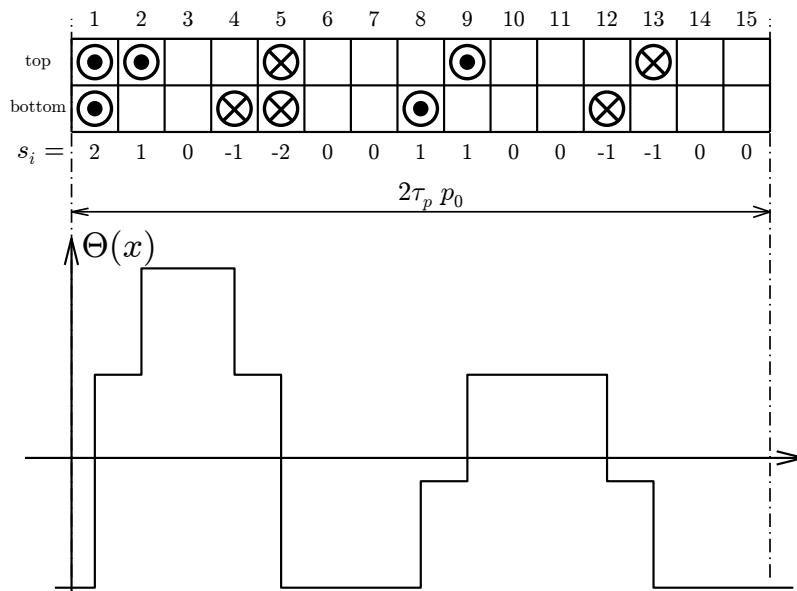 1 2 3 4 5 6 7 8 9 10 11 12 13 14 15
top
bottom
s_i = 2 1 0 -1 -2 0 0 1 1 0 0 -1 -1 0 0
2τ_p p_0
Θ(x)